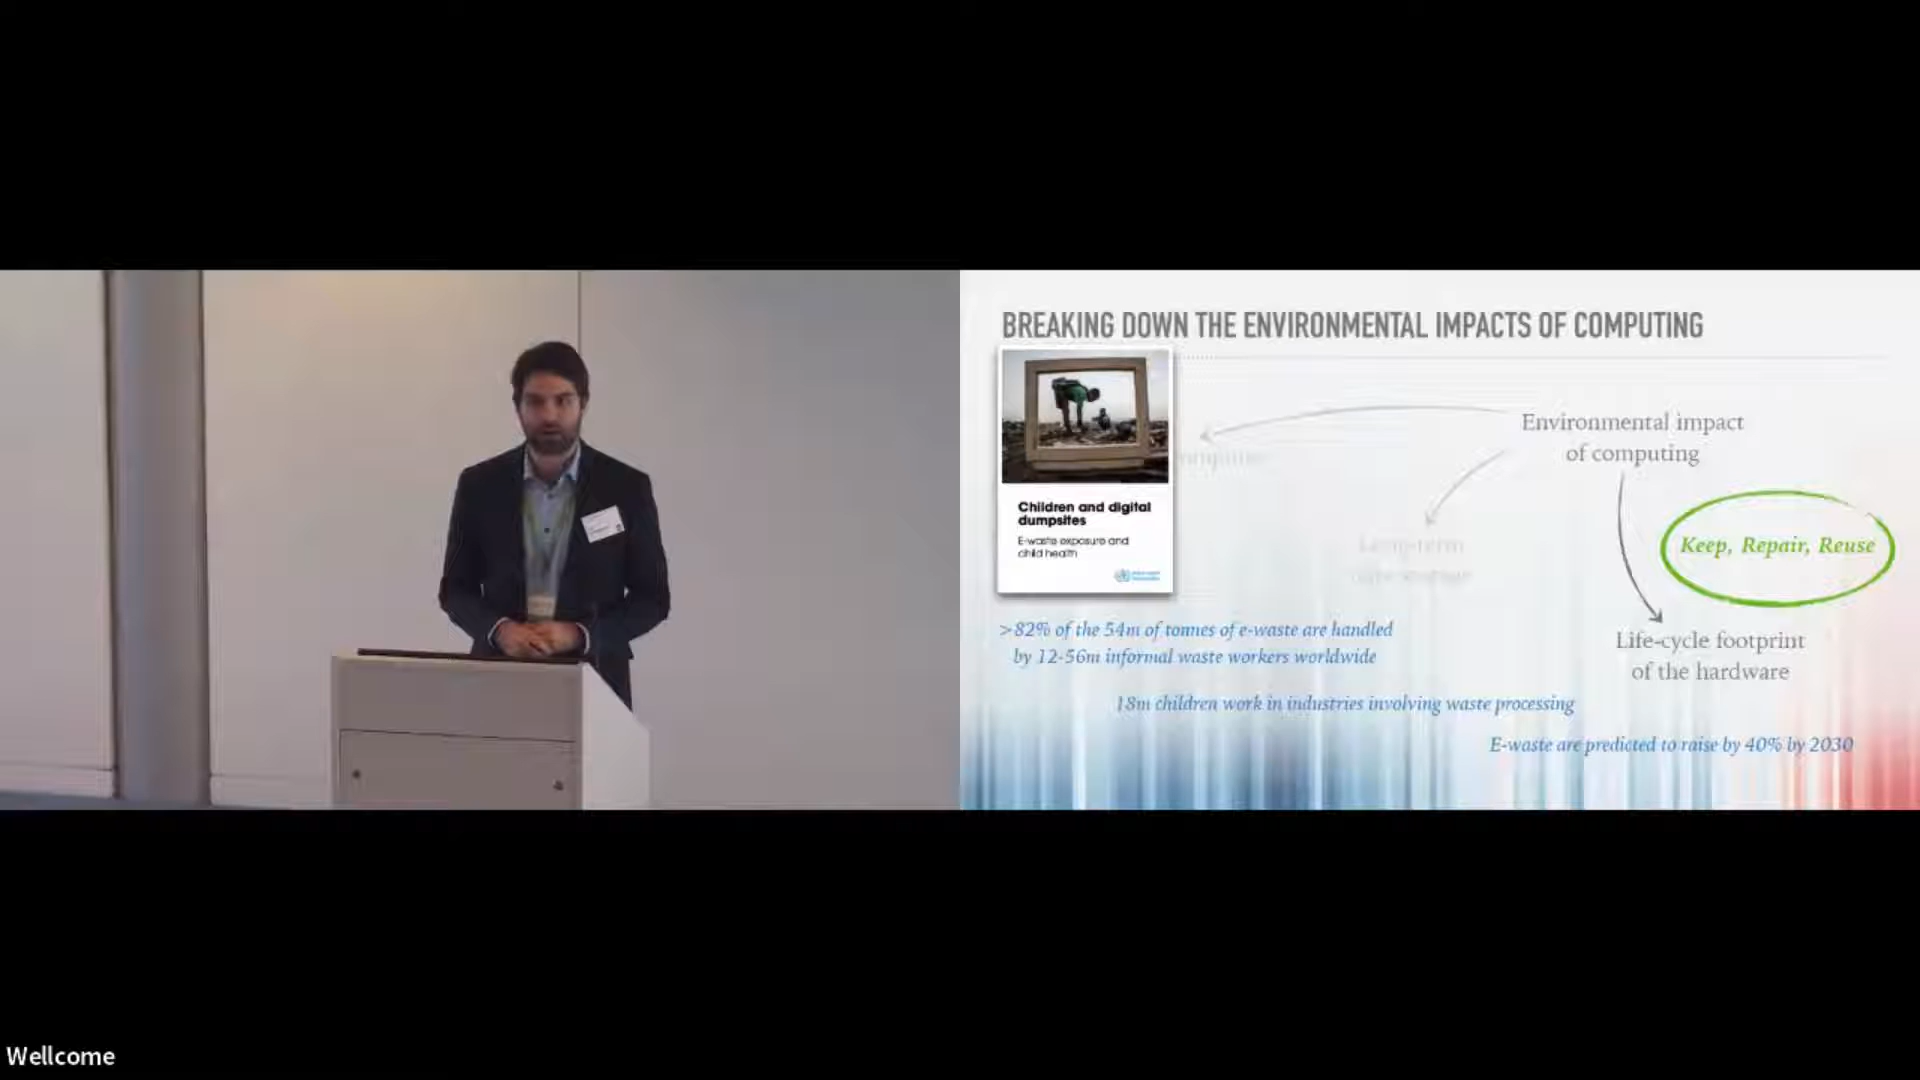 BREAKING DOWN THE ENVIRONMENTAL IMPACTS OF COMPUTING
Environmental impact
of computing
Children and digital
dumpsites
E-waste exposure and
child health
Long-term
Keep, Repair, Reuse
>82% of the 54m of tonnes of e-waste are handled
by 12-56m informal waste workers worldwide
Life-cycle footprint
of the hardware
18m children work in industries involving waste processing
E-waste are predicted to raise by 40% by 2030
Wellcome